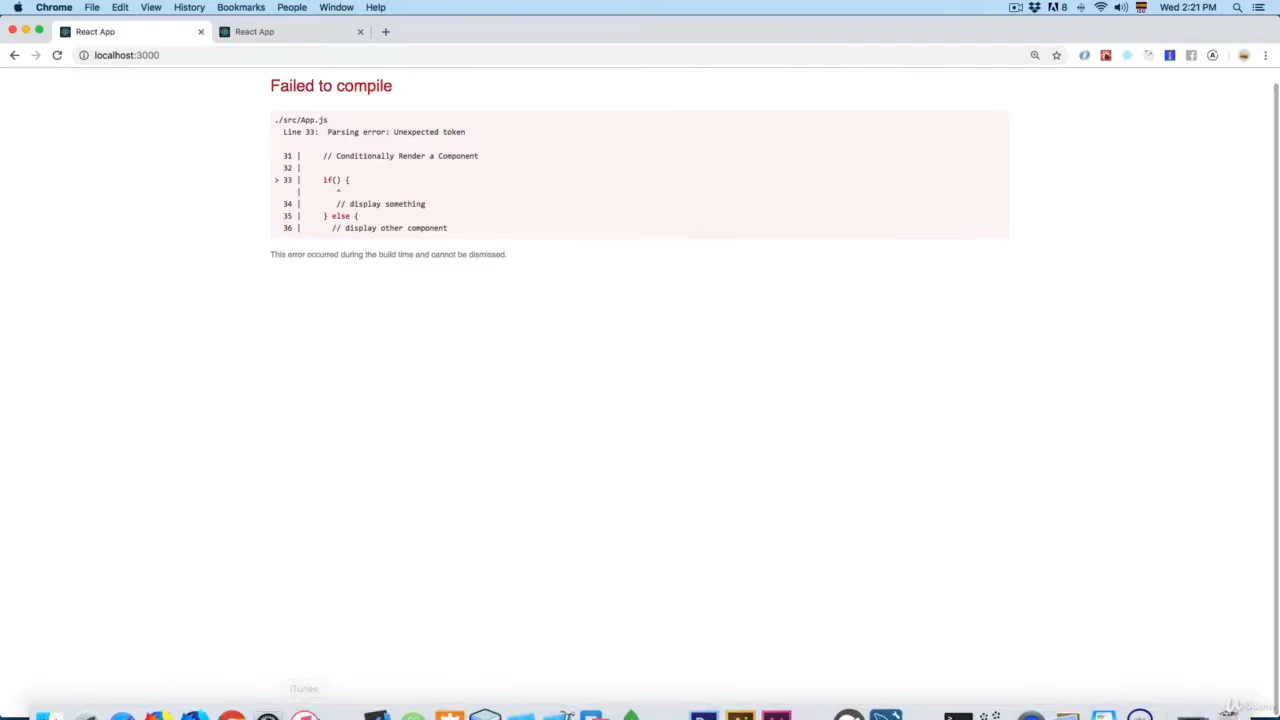 Chrome File Edit View History Bookmarks People Window Help
8 Wed 2:21 PM
React App
React App
localhost:3000
Failed to compile
./src/App.js
Line 33: Parsing error: Unexpected token
31 | // Conditionally Render a Component
32 |
> 33 | if() {
| ^
34 | // display something
35 | } else {
36 | // display other component
This error occurred during the build time and cannot be dismissed.
iTunes